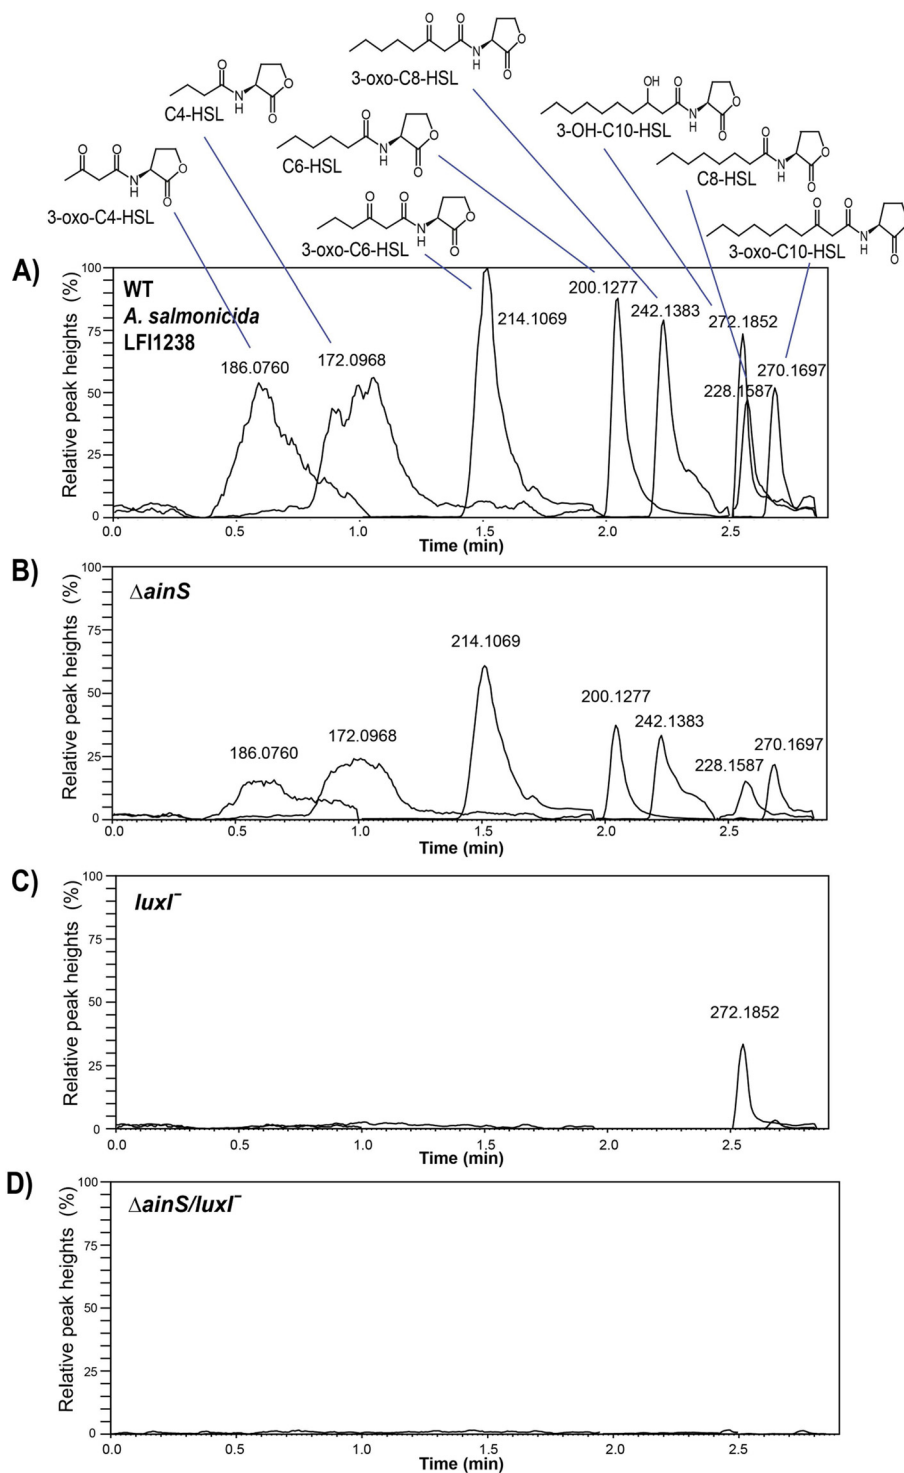 3-oxo-C8-HSL
C4-HSL
3-OH-C10-HSL
C6-HSL
C8-HSL
3-oxo-C4-HSL
3-oxo-C6-HSL
3-oxo-C10-HSL
A)
WT
A. salmonicida
LFI1238
186.0760
172.0968
214.1069
200.1277
242.1383
272.1852
228.1587
270.1697
Relative peak heights (%)
100
75
50
25
0
0.0 0.5 1.0 1.5 2.0 2.5
Time (min)
B)
ΔainS
186.0760
172.0968
214.1069
200.1277
242.1383
228.1587
270.1697
Relative peak heights (%)
100
75
50
25
0
0.0 0.5 1.0 1.5 2.0 2.5
Time (min)
C)
luxI⁻
272.1852
Relative peak heights (%)
100
75
50
25
0
0.0 0.5 1.0 1.5 2.0 2.5
Time (min)
D)
ΔainS/luxI⁻
Relative peak heights (%)
100
75
50
25
0
0.0 0.5 1.0 1.5 2.0 2.5
Time (min)